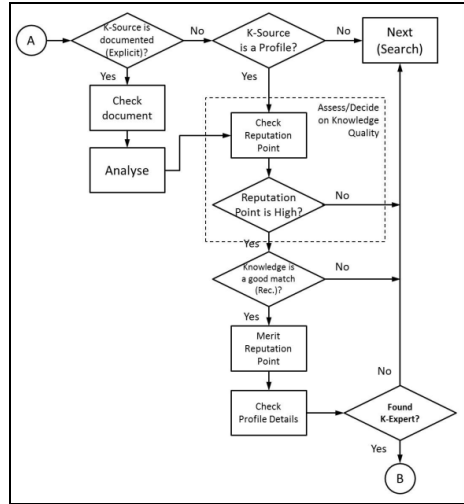 A
K-Source is
documented
(Explicit)?
No
K-Source
is a Profile?
No
Next
(Search)
Yes
Yes
Check
document
Assess/Decide
on Knowledge
Quality
Check
Reputation
Point
Analyse
Reputation
Point is High?
No
Yes
Knowledge is
a good match
(Rec.)?
No
Yes
Merit
Reputation
Point
No
Check
Profile Details
Found
K-Expert?
Yes
B